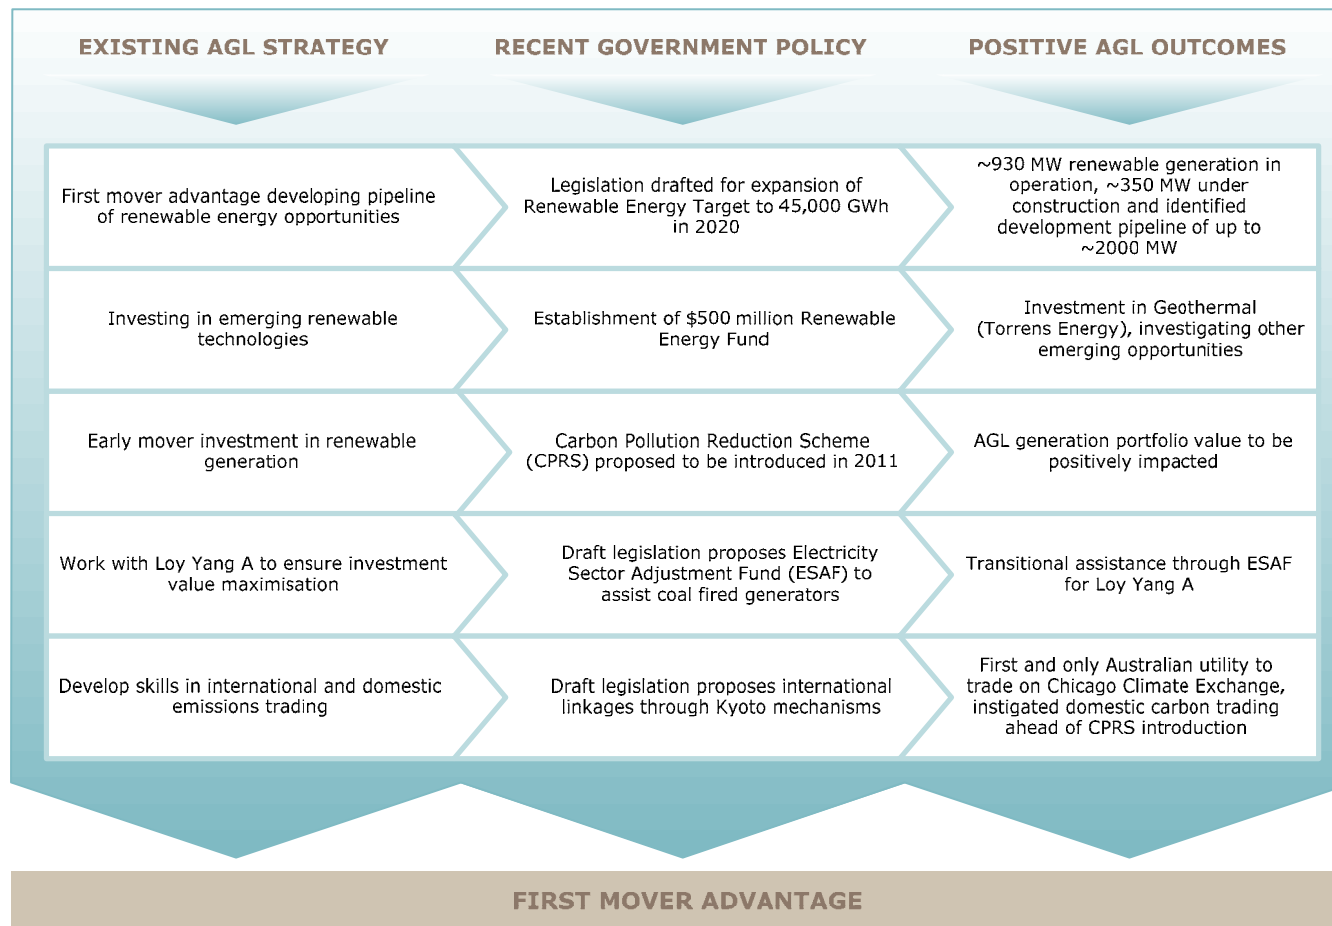 EXISTING AGL STRATEGY
RECENT GOVERNMENT POLICY
POSITIVE AGL OUTCOMES
First mover advantage developing pipeline
of renewable energy opportunities
Legislation drafted for expansion of
Renewable Energy Target to 45,000 GWh
in 2020
~930 MW renewable generation in
operation, ~350 MW under
construction and identified
development pipeline of up to
~2000 MW
Investing in emerging renewable
technologies
Establishment of $500 million Renewable
Energy Fund
Investment in Geothermal
(Torrens Energy), investigating other
emerging opportunities
Early mover investment in renewable
generation
Carbon Pollution Reduction Scheme
(CPRS) proposed to be introduced in 2011
AGL generation portfolio value to be
positively impacted
Work with Loy Yang A to ensure investment
value maximisation
Draft legislation proposes Electricity
Sector Adjustment Fund (ESAF) to
assist coal fired generators
Transitional assistance through ESAF
for Loy Yang A
Develop skills in international and domestic
emissions trading
Draft legislation proposes international
linkages through Kyoto mechanisms
First and only Australian utility to
trade on Chicago Climate Exchange,
instigated domestic carbon trading
ahead of CPRS introduction
FIRST MOVER ADVANTAGE